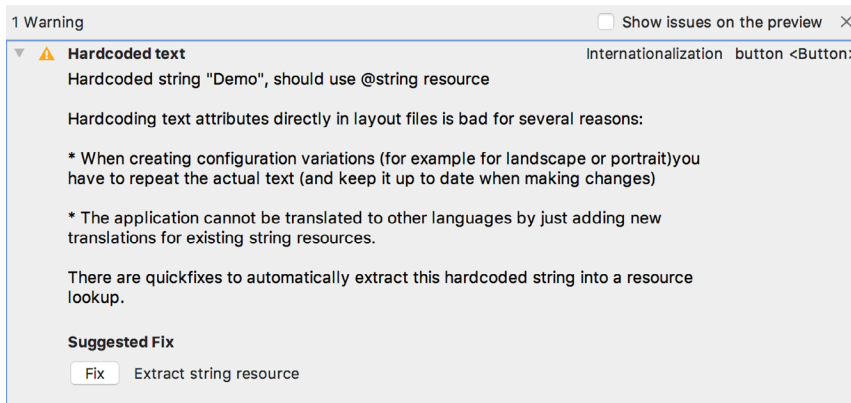 1 Warning Show issues on the preview
Hardcoded text Internationalization button <Button>
Hardcoded string "Demo", should use @string resource
Hardcoding text attributes directly in layout files is bad for several reasons:
* When creating configuration variations (for example for landscape or portrait)you
have to repeat the actual text (and keep it up to date when making changes)
* The application cannot be translated to other languages by just adding new
translations for existing string resources.
There are quickfixes to automatically extract this hardcoded string into a resource
lookup.
Suggested Fix
Fix Extract string resource